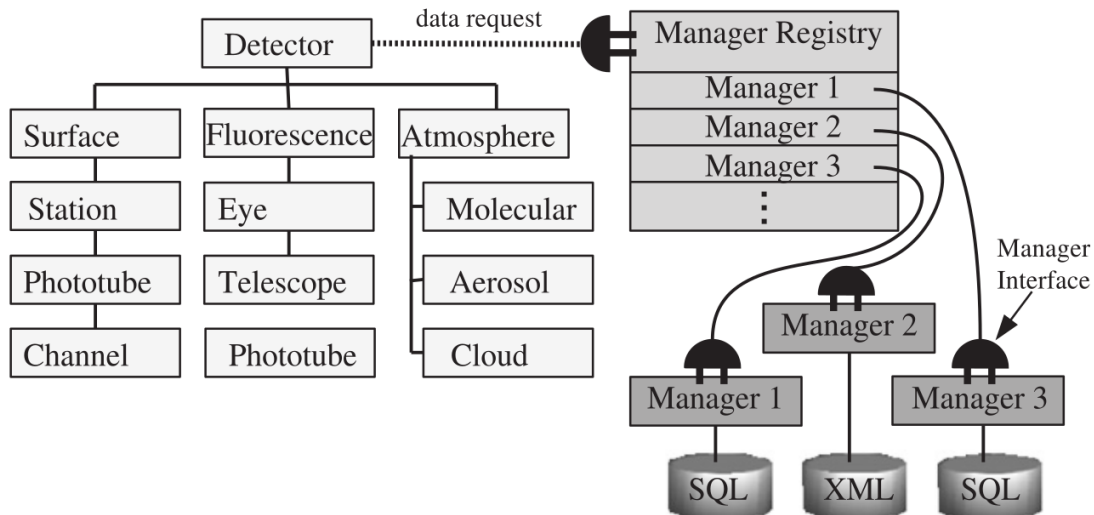 data request
Detector
Manager Registry
Manager 1
Manager 2
Manager 3
Surface
Fluorescence
Atmosphere
Station
Eye
Molecular
Phototube
Telescope
Aerosol
Channel
Phototube
Cloud
Manager
Interface
Manager 2
Manager 1
Manager 3
SQL
XML
SQL